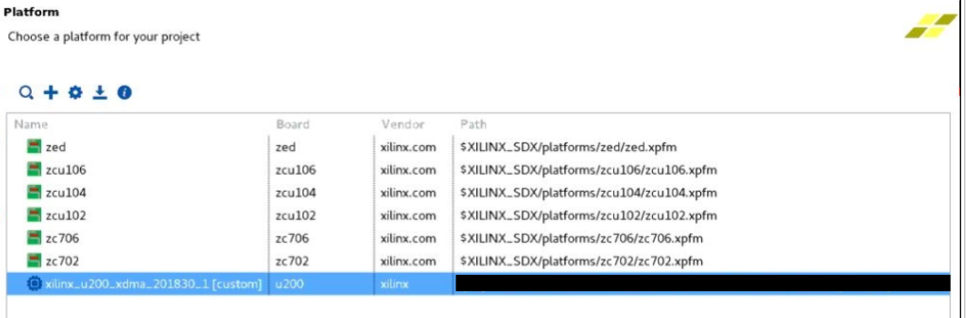 Platform
Choose a platform for your project
Name Board Vendor Path
zed zed xilinx.com $XILINX_SDX/platforms/zed/zed.xpfm
zcu106 zcu106 xilinx.com $XILINX_SDX/platforms/zcu106/zcu106.xpfm
zcu104 zcu104 xilinx.com $XILINX_SDX/platforms/zcu104/zcu104.xpfm
zcu102 zcu102 xilinx.com $XILINX_SDX/platforms/zcu102/zcu102.xpfm
zc706 zc706 xilinx.com $XILINX_SDX/platforms/zc706/zc706.xpfm
zc702 zc702 xilinx.com $XILINX_SDX/platforms/zc702/zc702.xpfm
xilinx_u200_xdma_201830_1 [custom] u200 xilinx